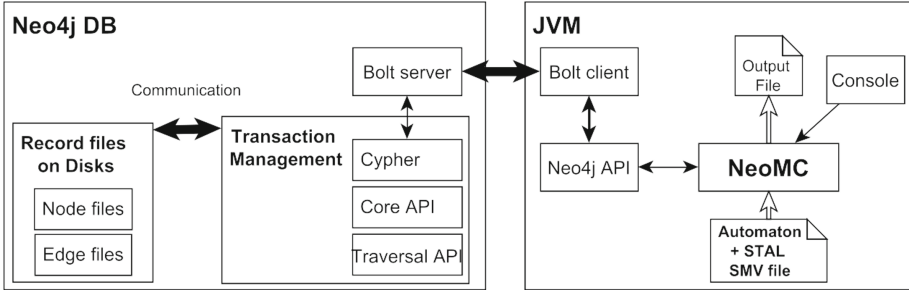 Neo4j DB
Communication
Record files
on Disks
Node files
Edge files
Bolt server
Transaction
Management
Cypher
Core API
Traversal API
JVM
Bolt client
Neo4j API
Output
File
Console
NeoMC
Automaton
+ STAL
SMV file